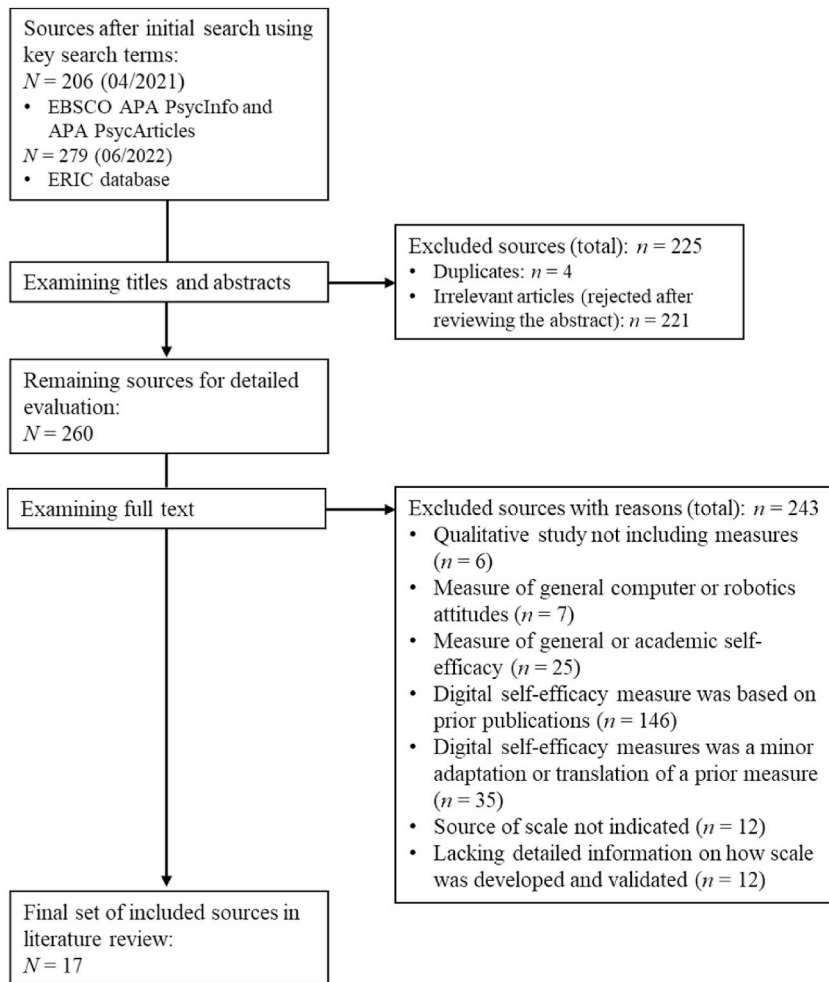 Sources after initial search using
key search terms:
N = 206 (04/2021)
• EBSCO APA PsycInfo and
APA PsycArticles
N = 279 (06/2022)
• ERIC database
Examining titles and abstracts
Excluded sources (total): n = 225
• Duplicates: n = 4
• Irrelevant articles (rejected after
reviewing the abstract): n = 221
Remaining sources for detailed
evaluation:
N = 260
Examining full text
Excluded sources with reasons (total): n = 243
• Qualitative study not including measures
(n = 6)
• Measure of general computer or robotics
attitudes (n = 7)
• Measure of general or academic self-
efficacy (n = 25)
• Digital self-efficacy measure was based on
prior publications (n = 146)
• Digital self-efficacy measures was a minor
adaptation or translation of a prior measure
(n = 35)
• Source of scale not indicated (n = 12)
• Lacking detailed information on how scale
was developed and validated (n = 12)
Final set of included sources in
literature review:
N = 17